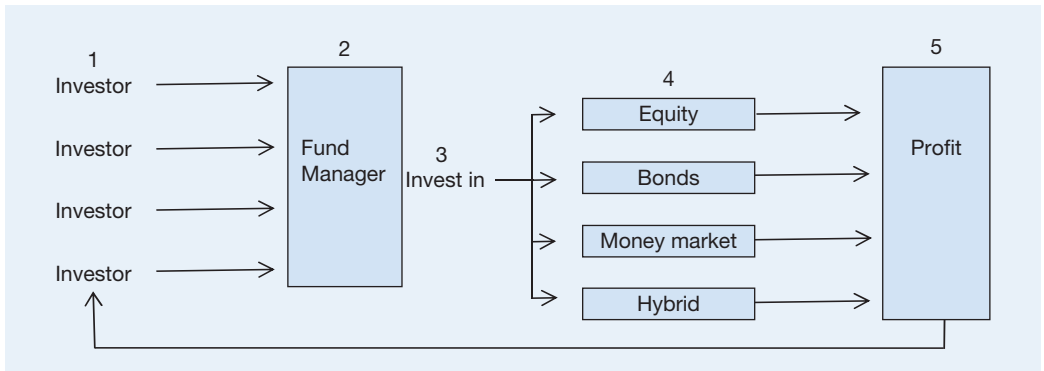 1
Investor
Investor
Investor
Investor
2
Fund
Manager
3
Invest in
4
Equity
Bonds
Money market
Hybrid
5
Profit